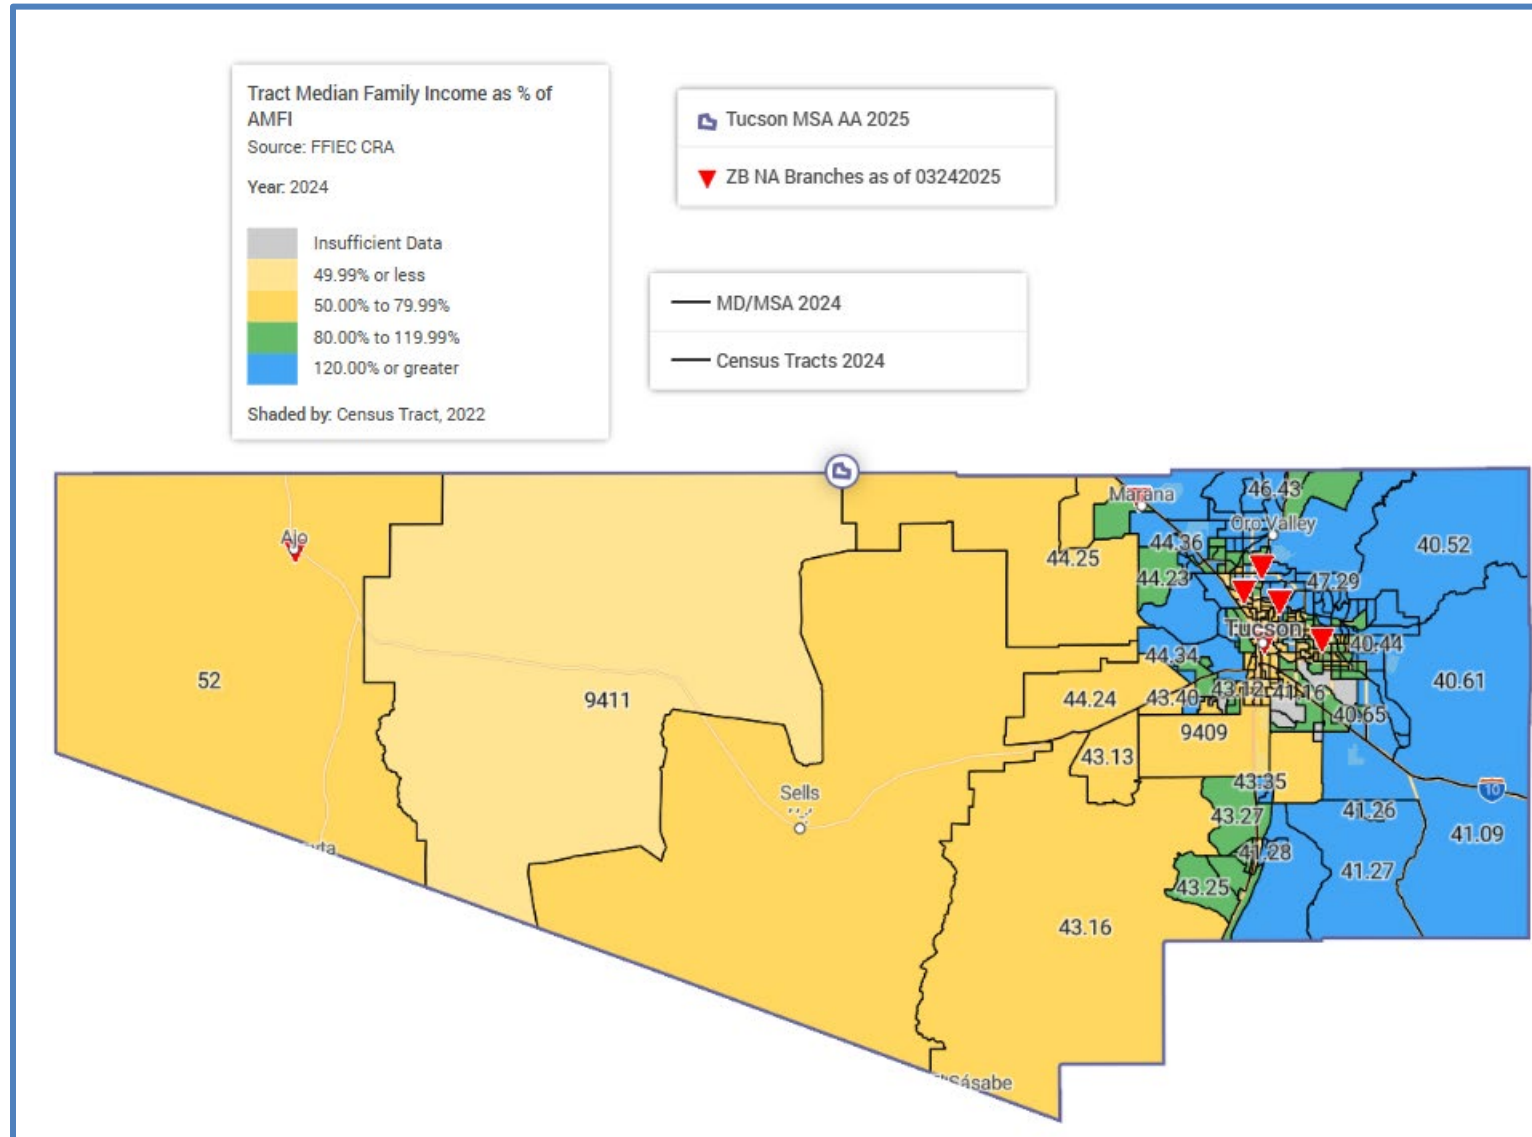 Tract Median Family Income as % of
AMFI
Source: FFIEC CRA
Year: 2024
Insufficient Data
49.99% or less
50.00% to 79.99%
80.00% to 119.99%
120.00% or greater
Shaded by: Census Tract, 2022
Tucson MSA AA 2025
ZB NA Branches as of 03242025
MD/MSA 2024
Census Tracts 2024
Marana
46.43
Oro Valley
Ajo
44.36
40.52
44.25
44.23
47.29
Tucson
40.44
44.34
52
9411
44.24
43.40
43.12
41.16
40.61
40.65
9409
43.13
43.35
Sells
10
43.27
41.26
41.09
41.28
41.27
43.25
43.16
Sásabe